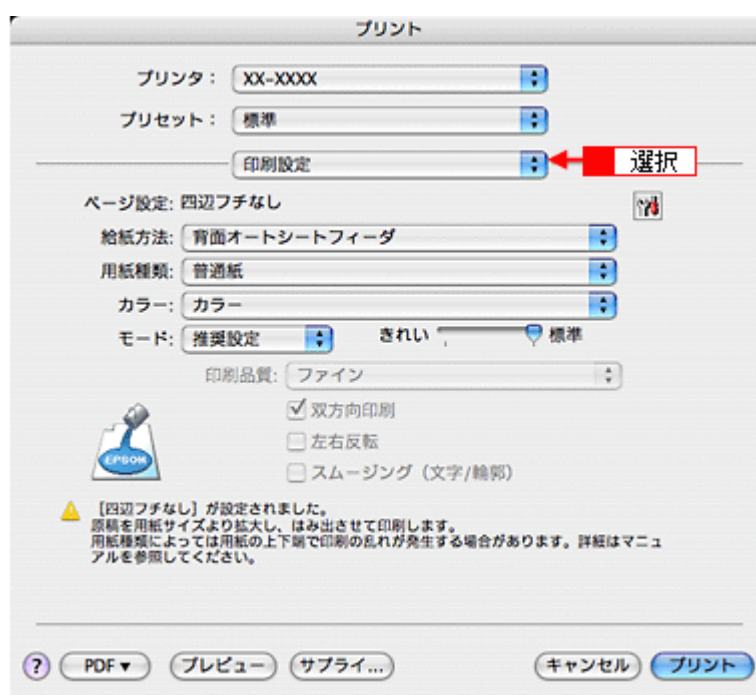 プリント
プリンタ： XX-XXXX
プリセット： 標準
印刷設定 選択
ページ設定: 四辺フチなし
給紙方法: 背面オートシートフィーダ
用紙種類: 普通紙
カラー: カラー
モード: 推奨設定 きれい 標準
印刷品質: ファイン
双方向印刷
左右反転
スムージング（文字/輪郭）
EPSON
［四辺フチなし］が設定されました。
原稿を用紙サイズより拡大し、はみ出させて印刷します。
用紙種類によっては用紙の上下端で印刷の乱れが発生する場合があります。詳細はマニュ
アルを参照してください。
? PDF▼ プレビュー サプライ... キャンセル プリント